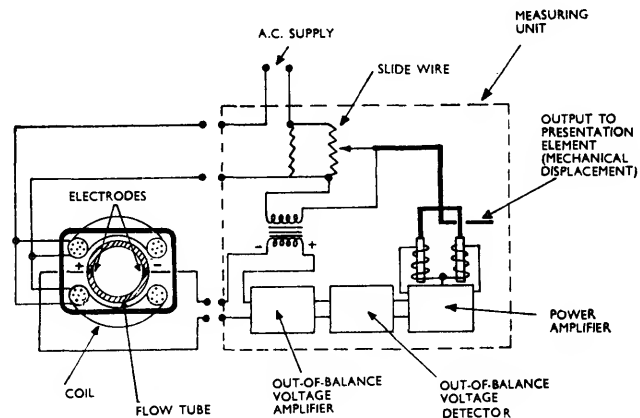 MEASURING
UNIT
A.C. SUPPLY
SLIDE WIRE
OUTPUT TO
PRESENTATION
ELEMENT
(MECHANICAL
DISPLACEMENT)
ELECTRODES
- +
+ -
POWER
AMPLIFIER
COIL
FLOW TUBE
OUT-OF-BALANCE
VOLTAGE
AMPLIFIER
OUT-OF-BALANCE
VOLTAGE
DETECTOR